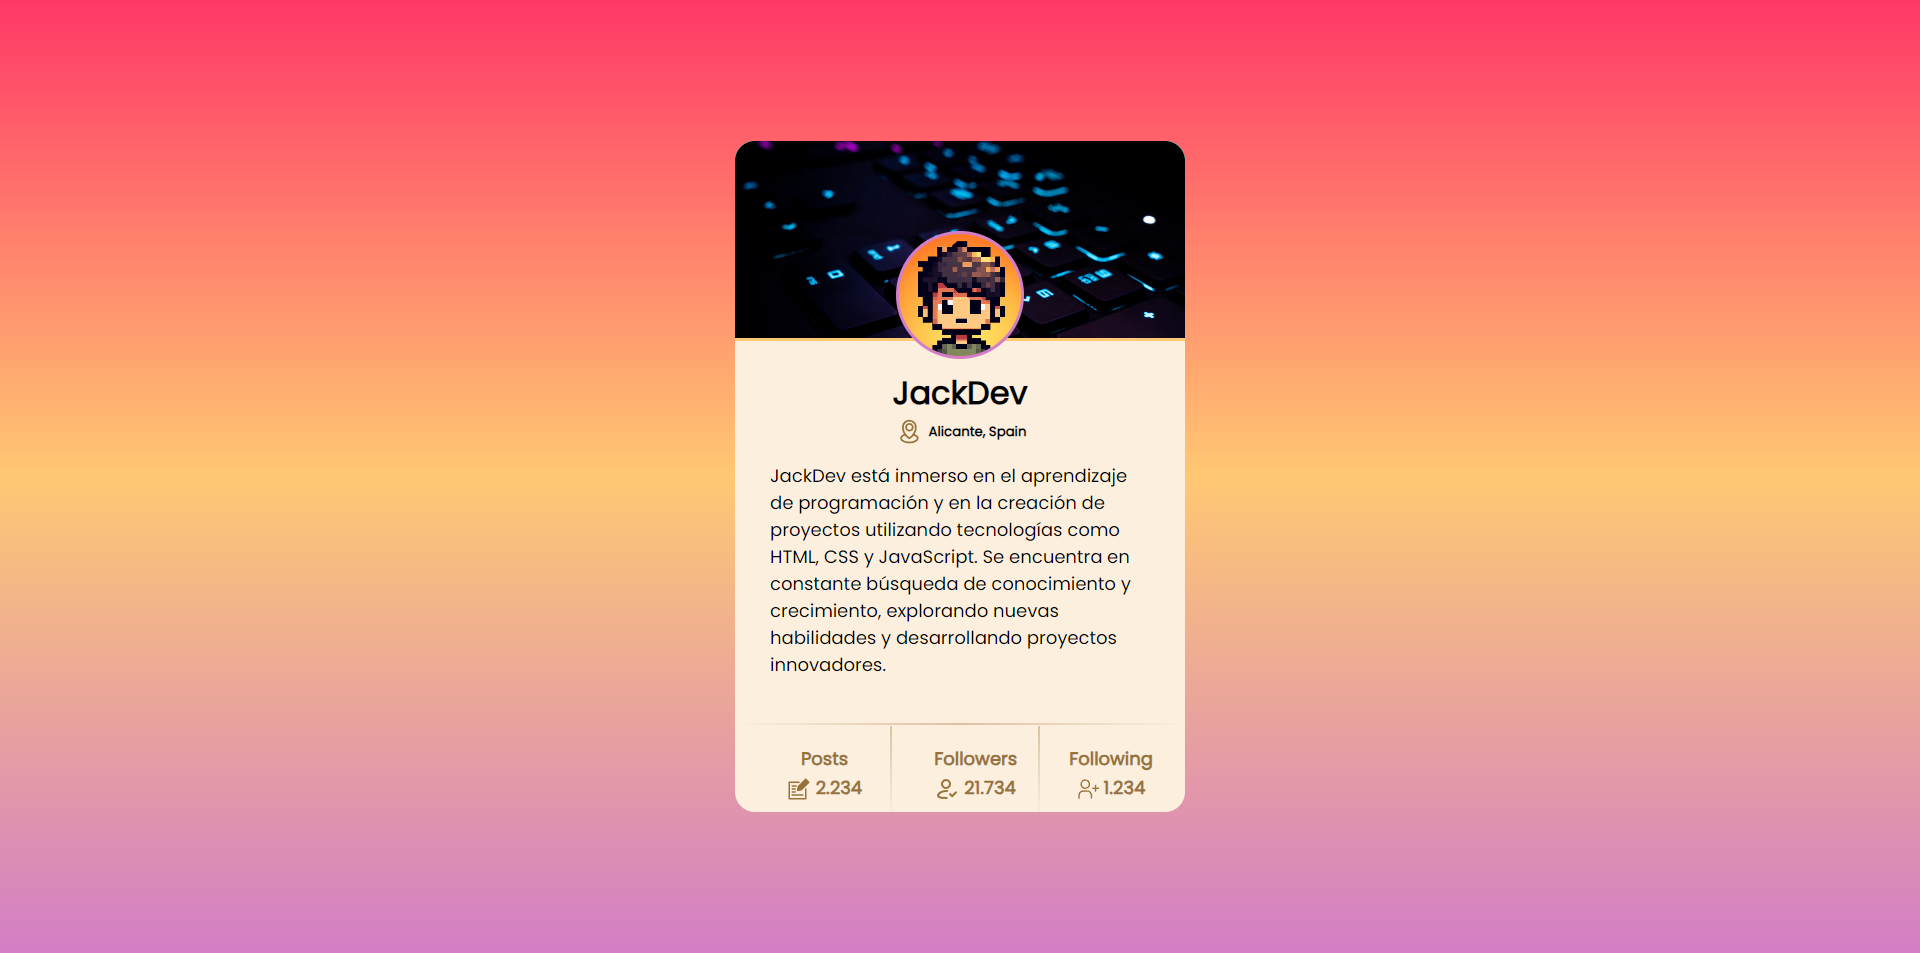 JackDev
Alicante, Spain
JackDev está inmerso en el aprendizaje
de programación y en la creación de
proyectos utilizando tecnologías como
HTML, CSS y JavaScript. Se encuentra en
constante búsqueda de conocimiento y
crecimiento, explorando nuevas
habilidades y desarrollando proyectos
innovadores.
Posts Followers Following
2.234 21.734 1.234